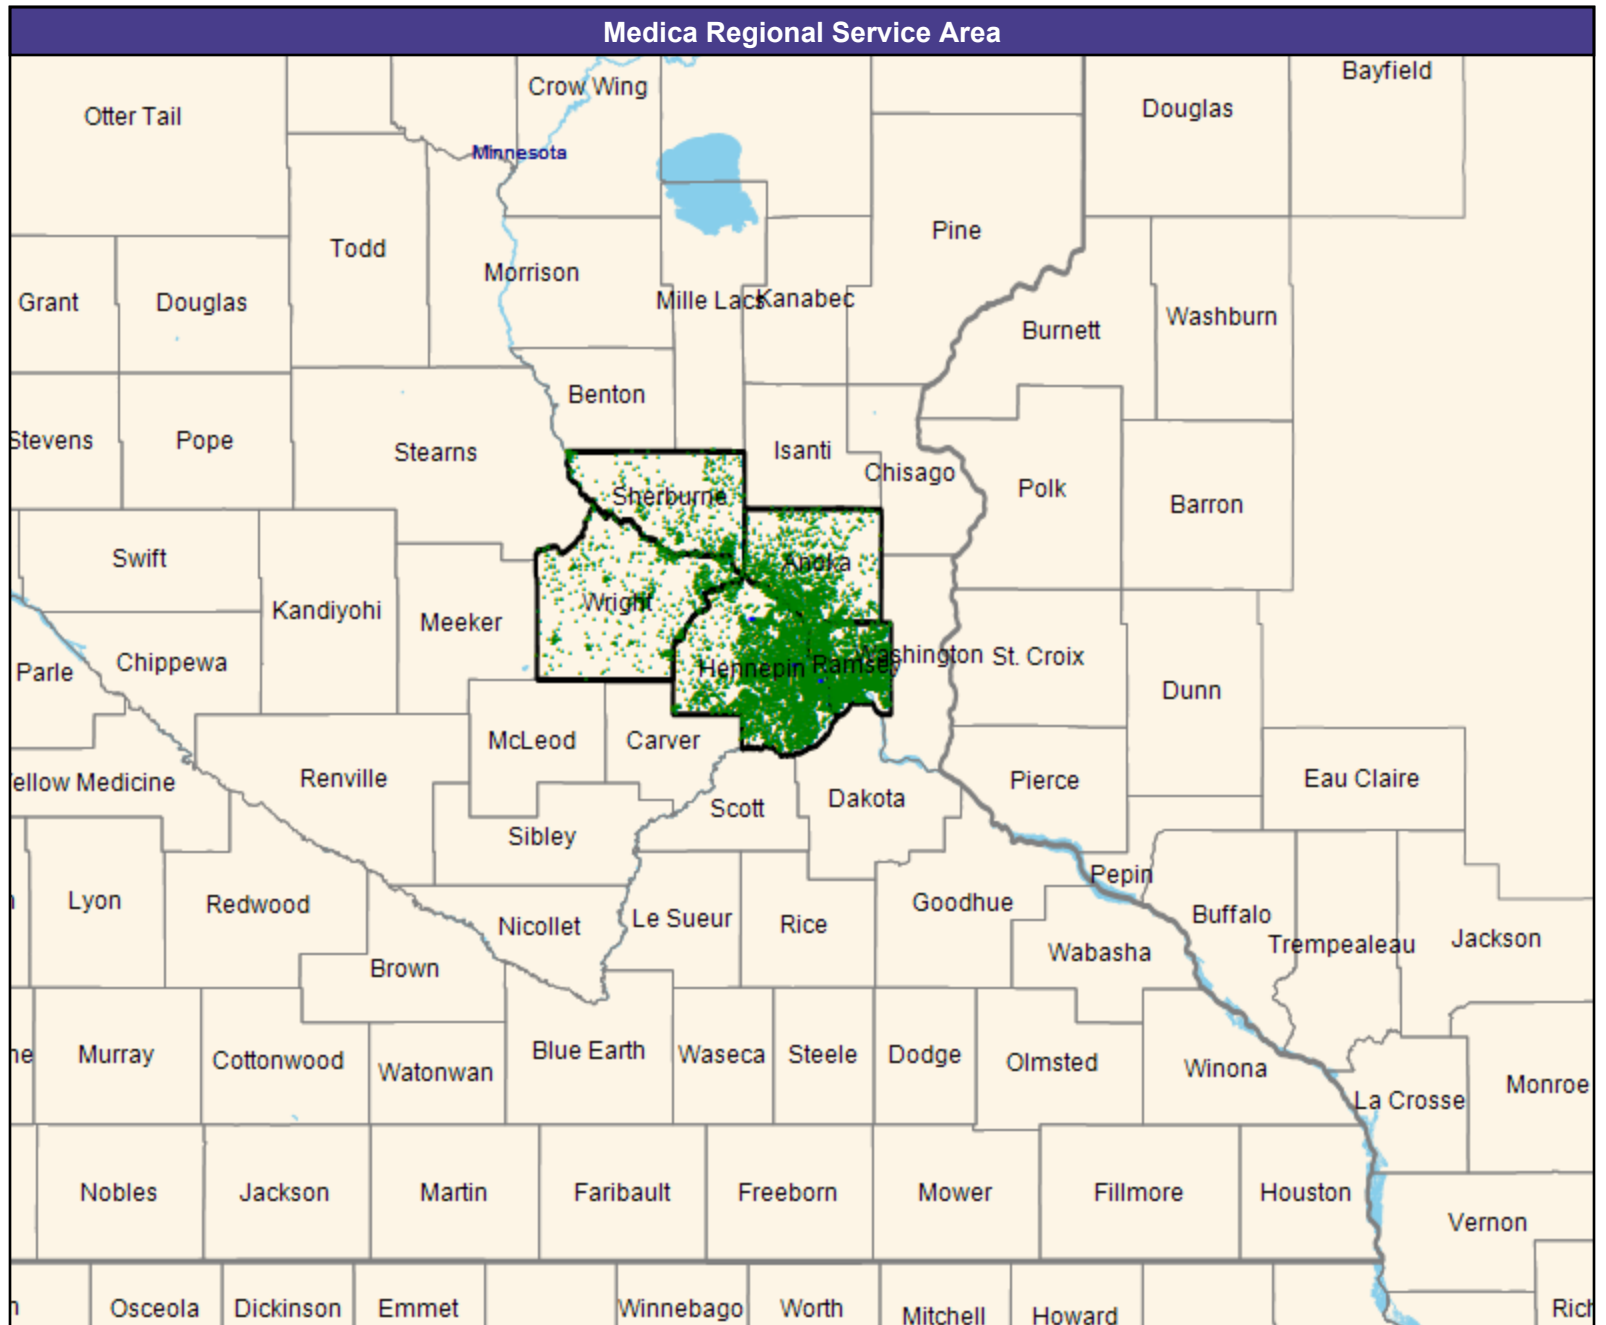 Medica Regional Service Area
Bayfield
Crow Wing
Douglas
Otter Tail
Minnesota
Pine
Todd
Morrison
Mille Lacs
Kanabec
Grant
Douglas
Washburn
Burnett
Benton
Stevens
Pope
Stearns
Isanti
Chisago
Polk
Barron
Sherburne
Swift
Anoka
Wright
Kandiyohi
Meeker
Chippewa
Parle
Hennepin
Ramsey
Washington
St. Croix
Dunn
McLeod
Carver
Renville
ellow Medicine
Pierce
Eau Claire
Scott
Dakota
Sibley
Pepin
Lyon
Redwood
Nicollet
Le Sueur
Rice
Goodhue
Buffalo
Trempealeau
Jackson
Wabasha
Brown
ne
Murray
Cottonwood
Watonwan
Blue Earth
Waseca
Steele
Dodge
Olmsted
Winona
Monroe
La Crosse
Nobles
Jackson
Martin
Faribault
Freeborn
Mower
Fillmore
Houston
Vernon
Osceola
Dickinson
Emmet
Winnebago
Worth
Mitchell
Howard
Rich